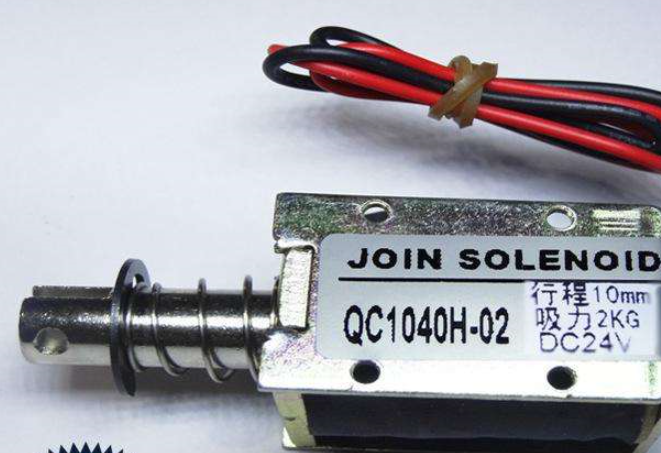 JOIN SOLENOID
QC1040H-02
行程10mm
吸力2KG
DC24V